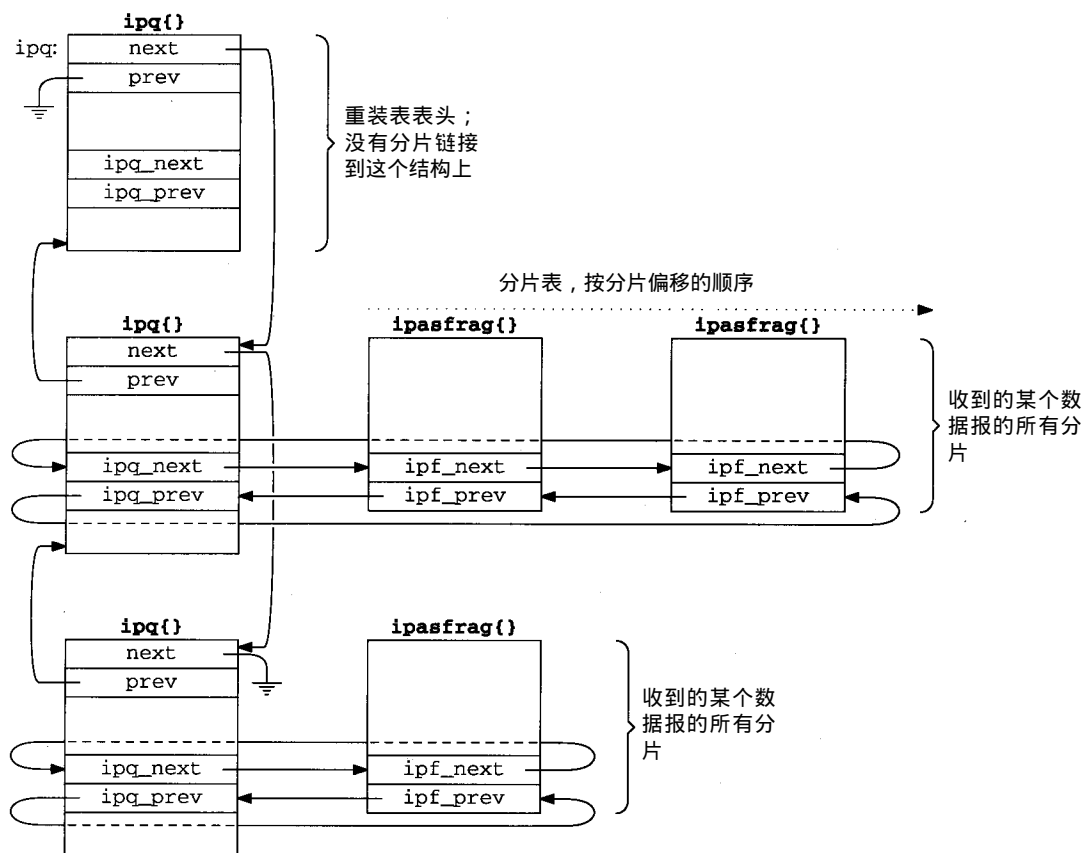 ipq{}
ipq:
next
prev
ipq_next
ipq_prev
重装表表头；
没有分片链接
到这个结构上
分片表，按分片偏移的顺序
ipq{}
ipasfrag{}
ipasfrag{}
next
prev
ipq_next
ipf_next
ipf_next
ipq_prev
ipf_prev
ipf_prev
收到的某个数
据报的所有分
片
ipq{}
ipasfrag{}
next
prev
ipq_next
ipf_next
ipq_prev
ipf_prev
收到的某个数
据报的所有分
片